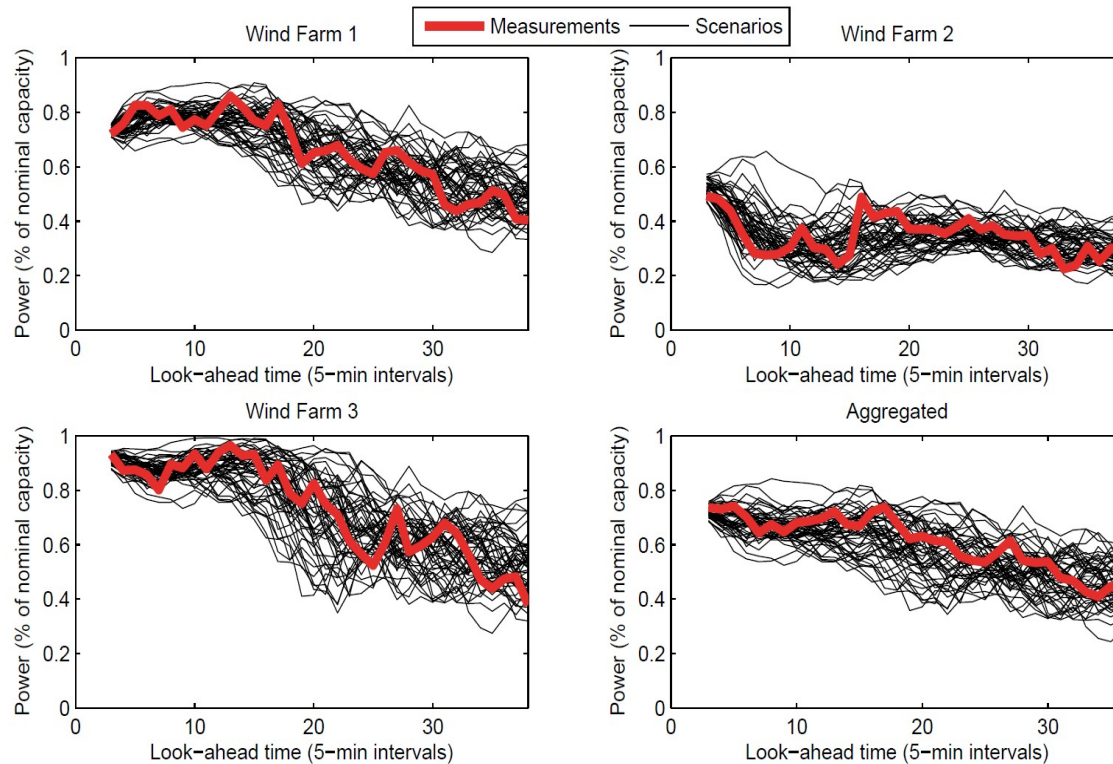 Measurements Scenarios
Wind Farm 1
Power (% of nominal capacity)
1
0.8
0.6
0.4
0.2
0
0 10 20 30
Look−ahead time (5−min intervals)
Wind Farm 2
Power (% of nominal capacity)
1
0.8
0.6
0.4
0.2
0
0 10 20 30
Look−ahead time (5−min intervals)
Wind Farm 3
Power (% of nominal capacity)
1
0.8
0.6
0.4
0.2
0
0 10 20 30
Look−ahead time (5−min intervals)
Aggregated
Power (% of nominal capacity)
1
0.8
0.6
0.4
0.2
0
0 10 20 30
Look−ahead time (5−min intervals)